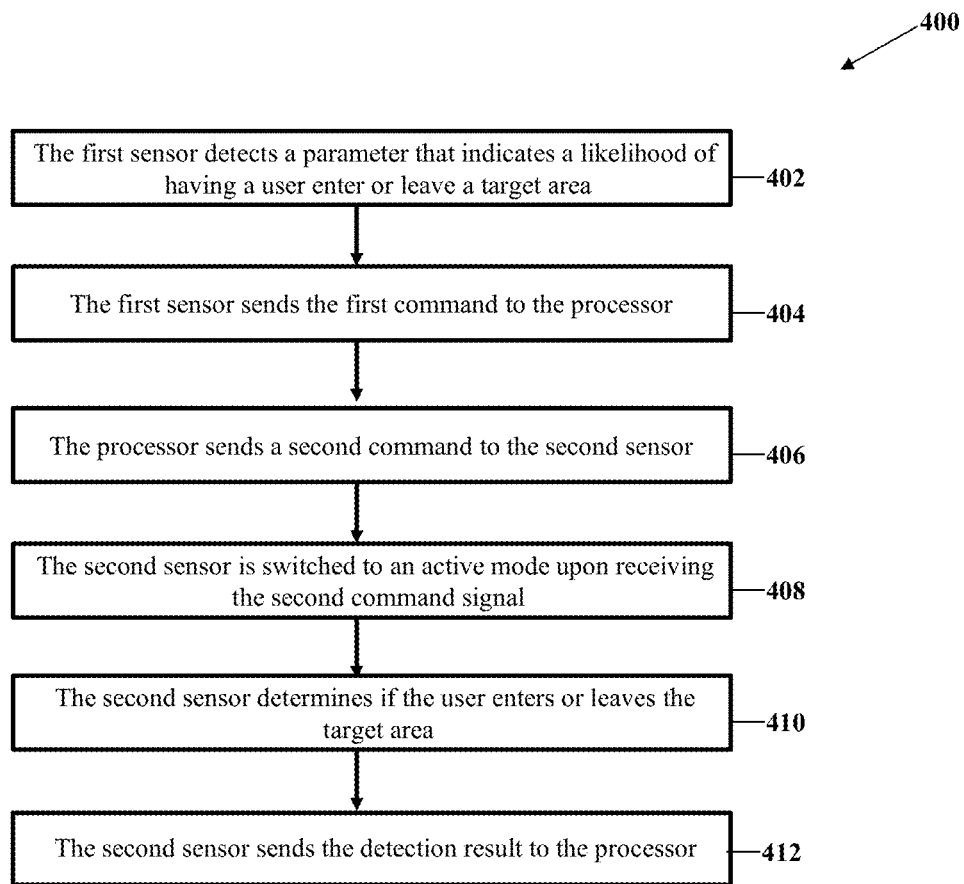 400
The first sensor detects a parameter that indicates a likelihood of
having a user enter or leave a target area
402
The first sensor sends the first command to the processor
404
The processor sends a second command to the second sensor
406
The second sensor is switched to an active mode upon receiving
the second command signal
408
The second sensor determines if the user enters or leaves the
target area
410
The second sensor sends the detection result to the processor
412